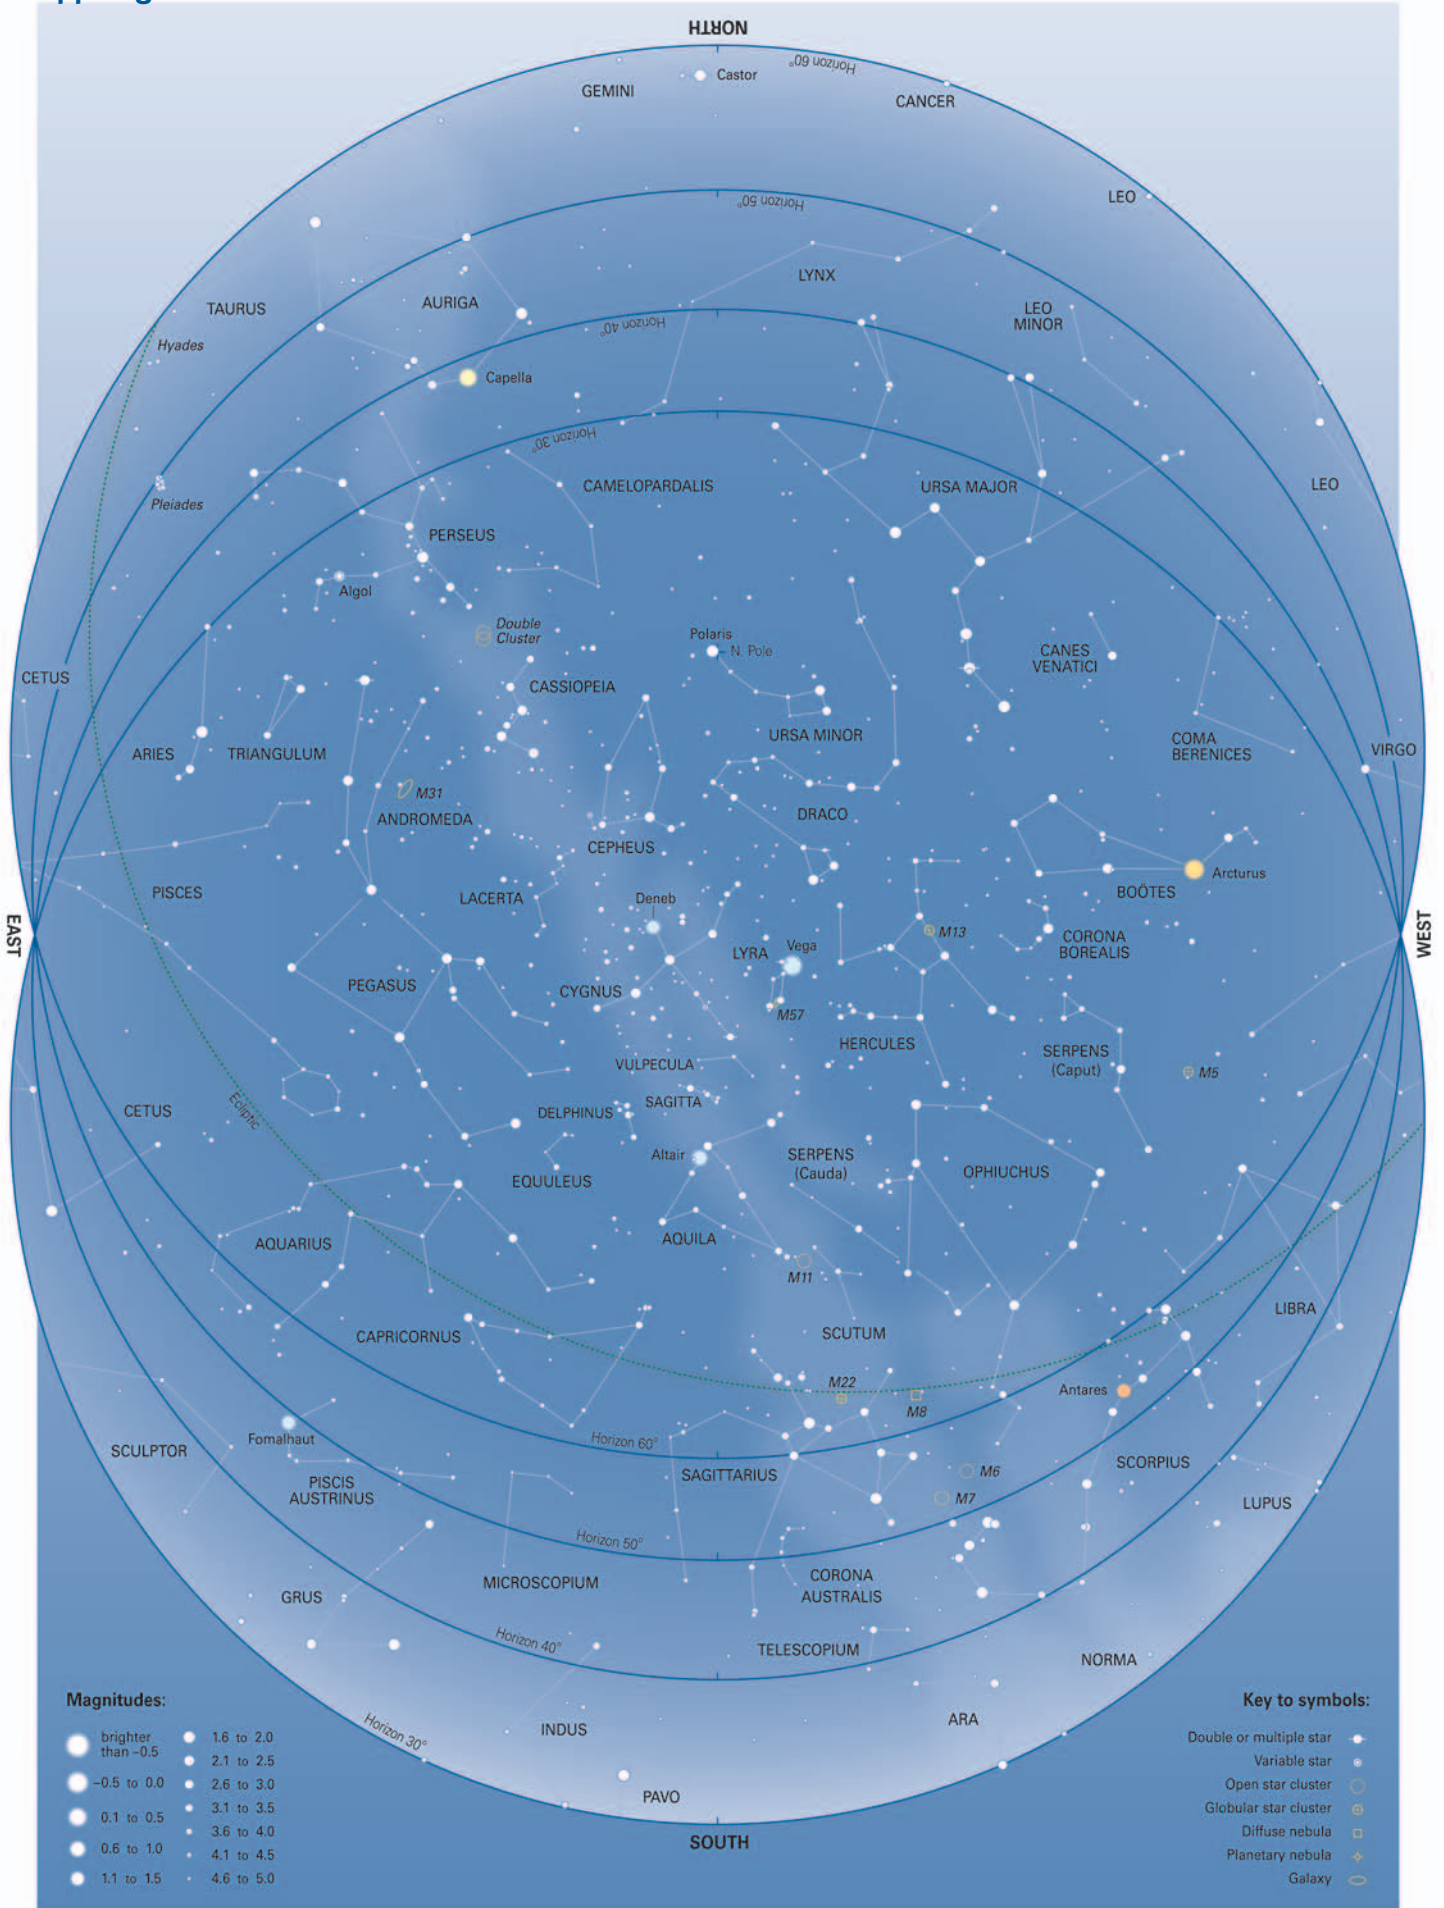 NORTH
Horizon 60°
Castor
GEMINI
CANCER
LEO
Horizon 50°
LYNX
TAURUS
AURIGA
LEO
MINOR
Horizon 40°
Hyades
Capella
Horizon 30°
CAMELOPARDALIS
URSA MAJOR
LEO
Pleiades
PERSEUS
Algol
Double
Cluster
Polaris
N. Pole
CANES
VENATICI
CETUS
CASSIOPEIA
URSA MINOR
COMA
BERENICES
VIRGO
ARIES
TRIANGULUM
M31
ANDROMEDA
DRACO
CEPHEUS
Arcturus
PISCES
LACERTA
Deneb
BOÖTES
EAST
WEST
M13
CORONA
BOREALIS
LYRA
Vega
PEGASUS
CYGNUS
M57
HERCULES
SERPENS
(Caput)
VULPECULA
M5
CETUS
Ecliptic
DELPHINUS
SAGITTA
Altair
SERPENS
(Cauda)
OPHIUCHUS
EQUULEUS
AQUARIUS
AQUILA
M11
LIBRA
CAPRICORNUS
SCUTUM
M22
M8
Antares
Fomalhaut
Horizon 60°
SCULPTOR
SAGITTARIUS
M6
SCORPIUS
PISCIS
AUSTRINUS
M7
LUPUS
Horizon 50°
CORONA
AUSTRALIS
MICROSCOPIUM
GRUS
Horizon 40°
TELESCOPIUM
NORMA
INDUS
ARA
Horizon 30°
PAVO
SOUTH
Magnitudes:
brighter
than –0.5
–0.5 to 0.0
0.1 to 0.5
0.6 to 1.0
1.1 to 1.5
1.6 to 2.0
2.1 to 2.5
2.6 to 3.0
3.1 to 3.5
3.6 to 4.0
4.1 to 4.5
4.6 to 5.0
Key to symbols:
Double or multiple star
Variable star
Open star cluster
Globular star cluster
Diffuse nebula
Planetary nebula
Galaxy